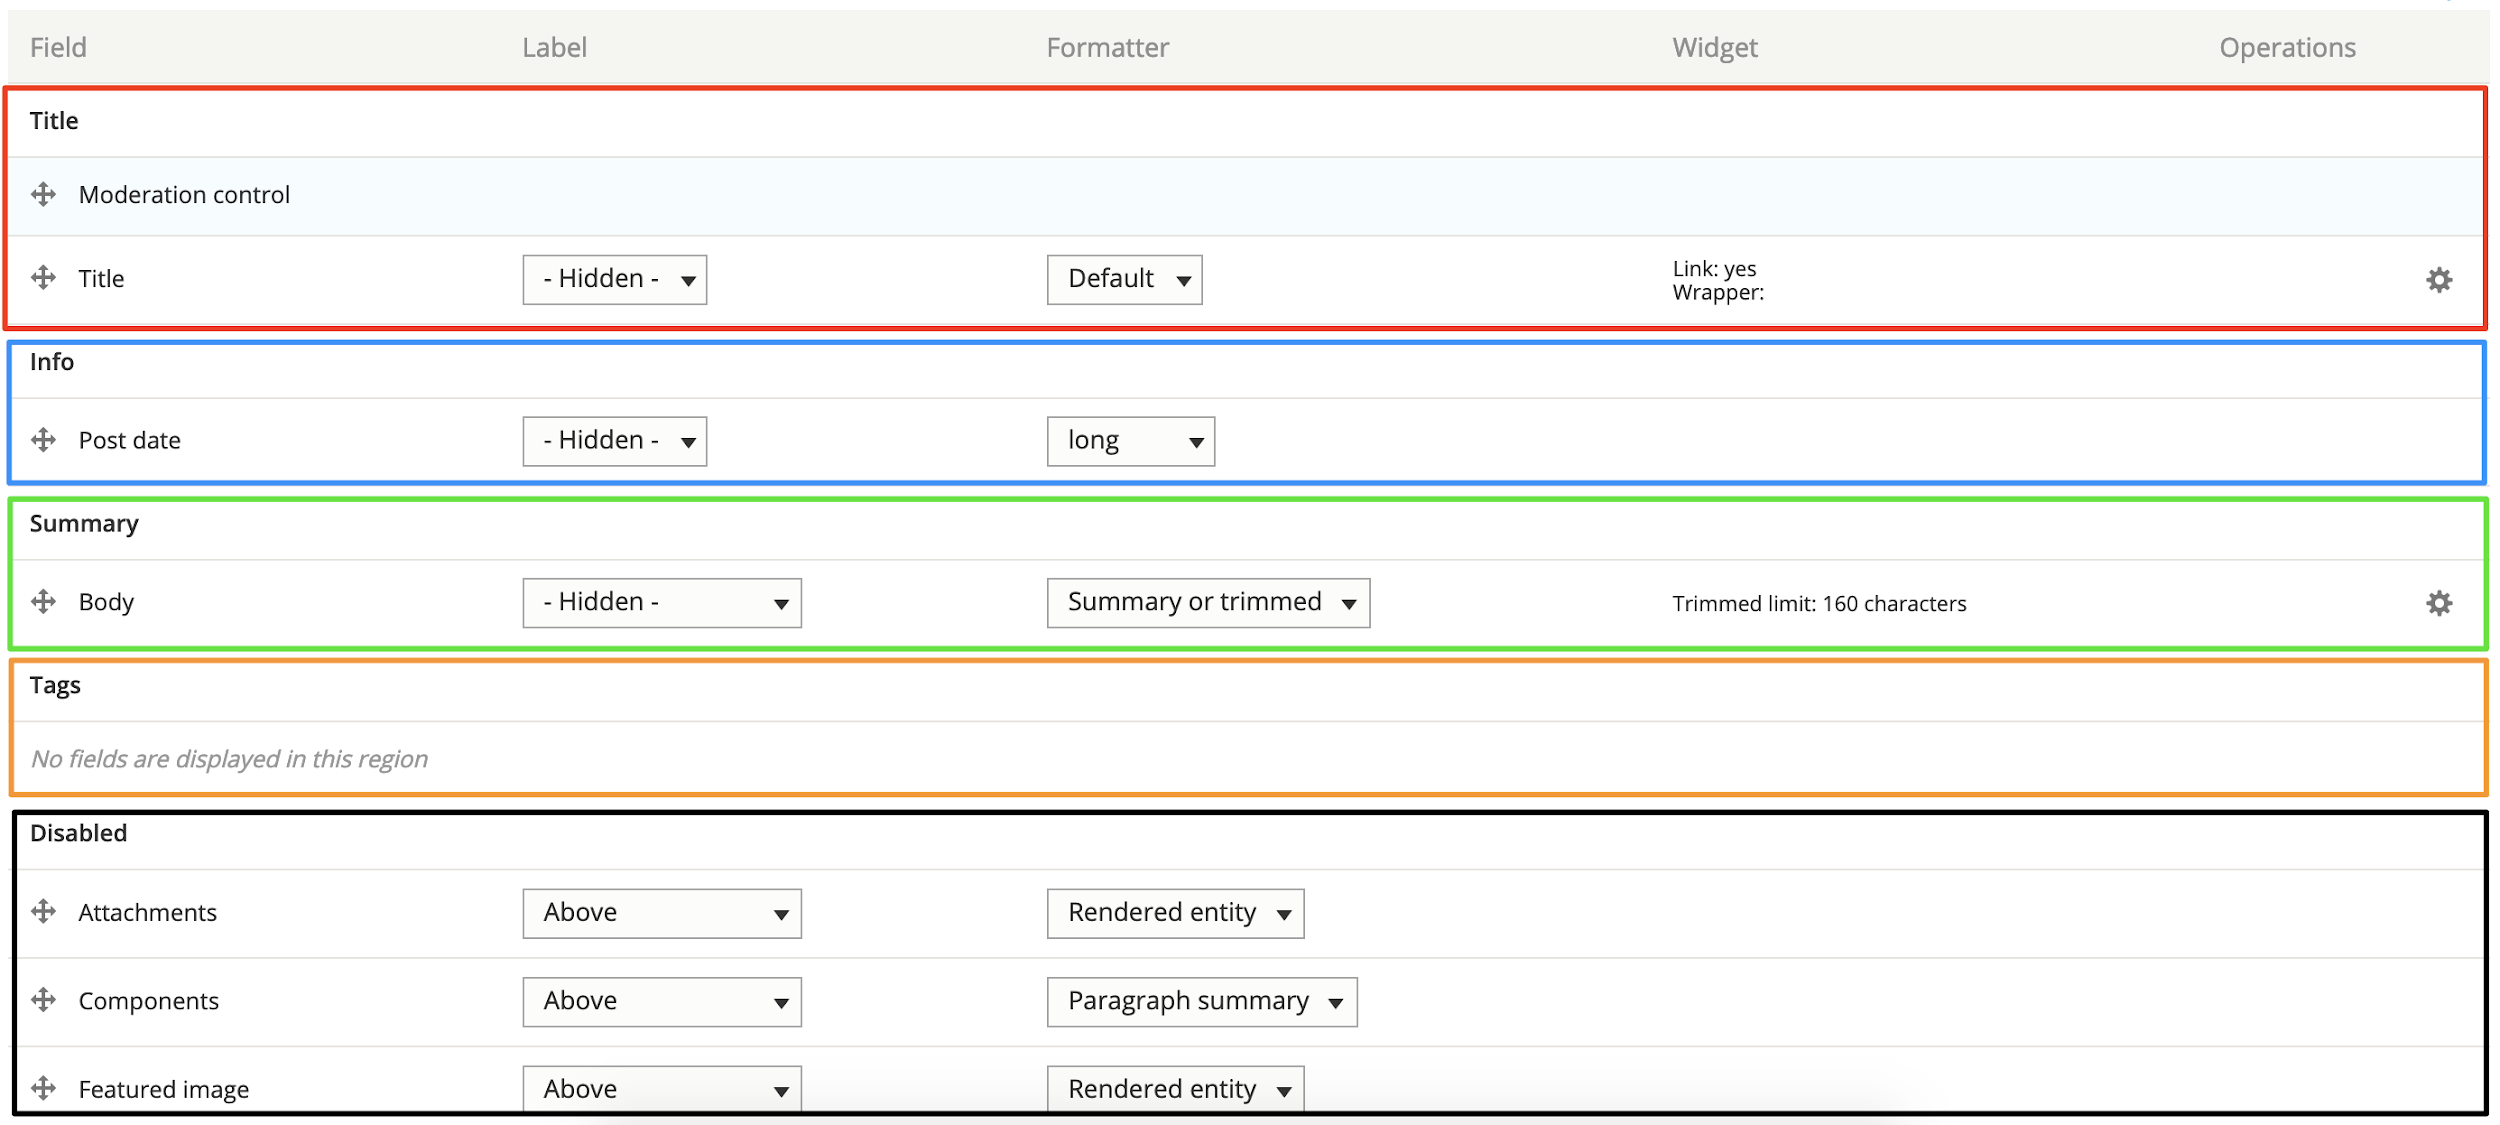 Field Label Formatter Widget Operations
Title
Moderation control
Title - Hidden - Default Link: yes
Wrapper:
Info
Post date - Hidden - long
Summary
Body - Hidden - Summary or trimmed Trimmed limit: 160 characters
Tags
No fields are displayed in this region
Disabled
Attachments Above Rendered entity
Components Above Paragraph summary
Featured image Above Rendered entity